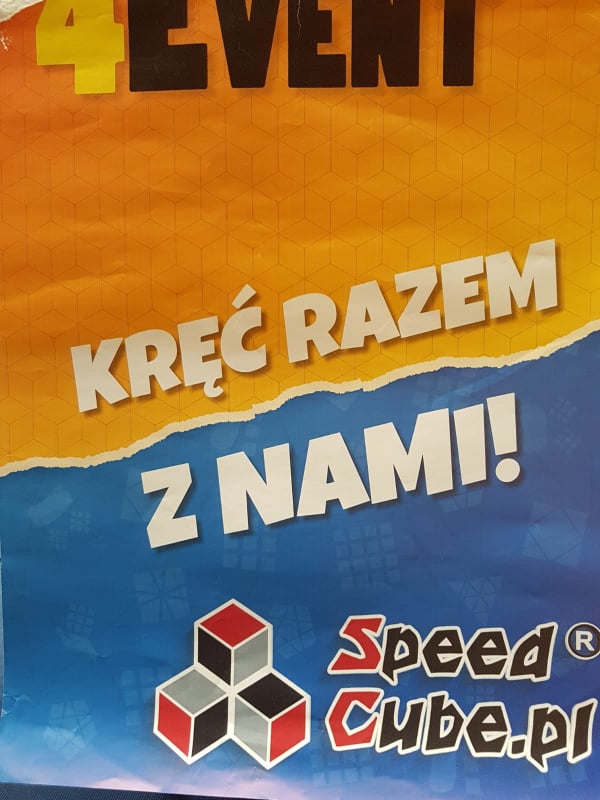 4EVENT
KRĘĆ RAZEM
Z NAMI!
Speed®
Cube.pl